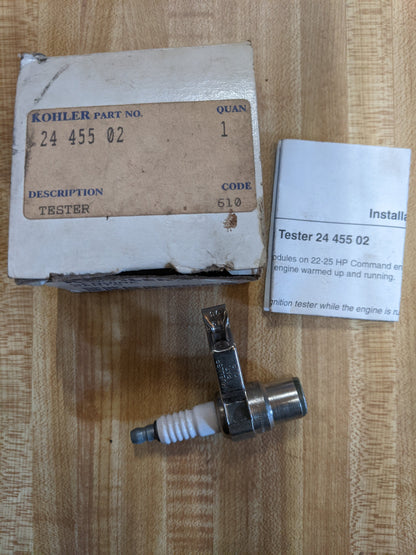 KOHLER PART NO. QUAN
24 455 02 1
DESCRIPTION CODE
TESTER 610
Installa
Tester 24 455 02
odules on 22-25 HP Command en
engine warmed up and running.
gnition tester while the engine is ru